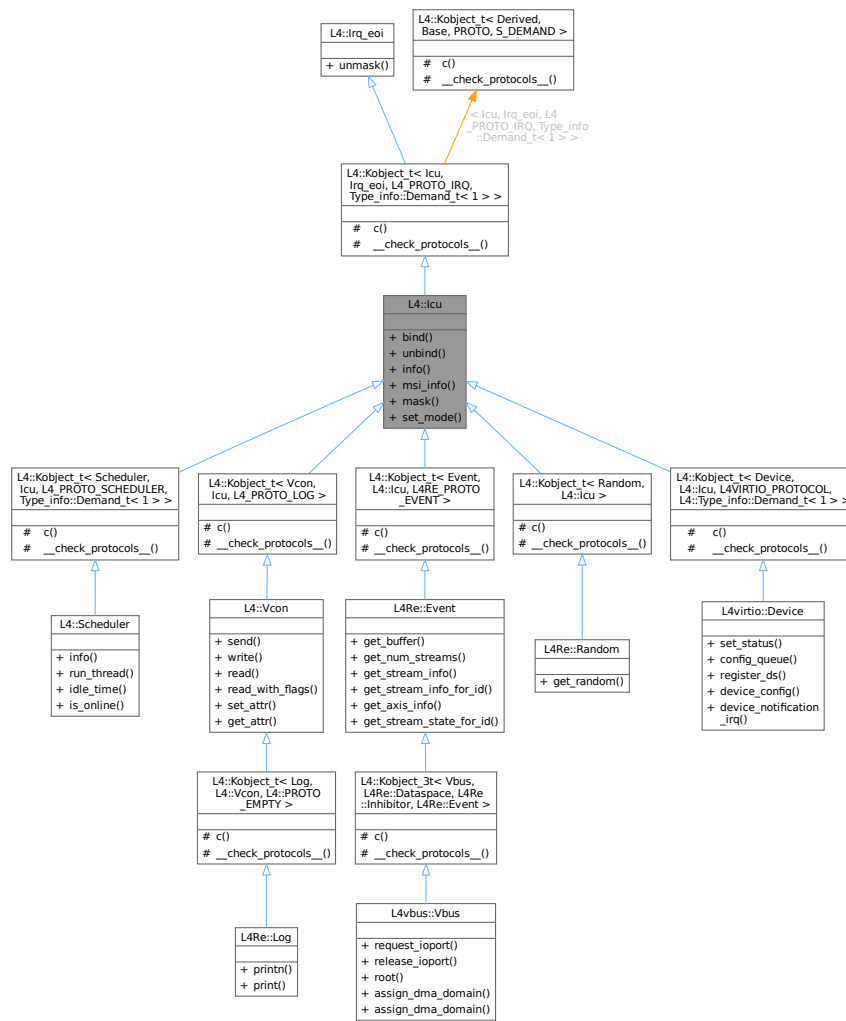 L4::Irq_eoi
+ unmask()
L4::Kobject_t< Derived,
Base, PROTO, S_DEMAND >
# c()
# __check_protocols__()
< Icu, Irq_eoi, L4
_PROTO_IRQ, Type_info
::Demand_t< 1 > >
L4::Kobject_t< Icu,
Irq_eoi, L4_PROTO_IRQ,
Type_info::Demand_t< 1 > >
# c()
# __check_protocols__()
L4::Icu
+ bind()
+ unbind()
+ info()
+ msi_info()
+ mask()
+ set_mode()
L4::Kobject_t< Scheduler,
Icu, L4_PROTO_SCHEDULER,
Type_info::Demand_t< 1 > >
# c()
# __check_protocols__()
L4::Kobject_t< Vcon,
Icu, L4_PROTO_LOG >
# c()
# __check_protocols__()
L4::Kobject_t< Event,
L4::Icu, L4RE_PROTO
_EVENT >
# c()
# __check_protocols__()
L4::Kobject_t< Random,
L4::Icu >
# c()
# __check_protocols__()
L4::Kobject_t< Device,
L4::Icu, L4VIRTIO_PROTOCOL,
L4::Type_info::Demand_t< 1 > >
# c()
# __check_protocols__()
L4::Scheduler
+ info()
+ run_thread()
+ idle_time()
+ is_online()
L4::Vcon
+ send()
+ write()
+ read()
+ read_with_flags()
+ set_attr()
+ get_attr()
L4Re::Event
+ get_buffer()
+ get_num_streams()
+ get_stream_info()
+ get_stream_info_for_id()
+ get_axis_info()
+ get_stream_state_for_id()
L4Re::Random
+ get_random()
L4virtio::Device
+ set_status()
+ config_queue()
+ register_ds()
+ device_config()
+ device_notification
_irq()
L4::Kobject_t< Log,
L4::Vcon, L4::PROTO
_EMPTY >
# c()
# __check_protocols__()
L4::Kobject_3t< Vbus,
L4Re::Dataspace, L4Re
::Inhibitor, L4Re::Event >
# c()
# __check_protocols__()
L4Re::Log
+ printn()
+ print()
L4vbus::Vbus
+ request_ioport()
+ release_ioport()
+ root()
+ assign_dma_domain()
+ assign_dma_domain()